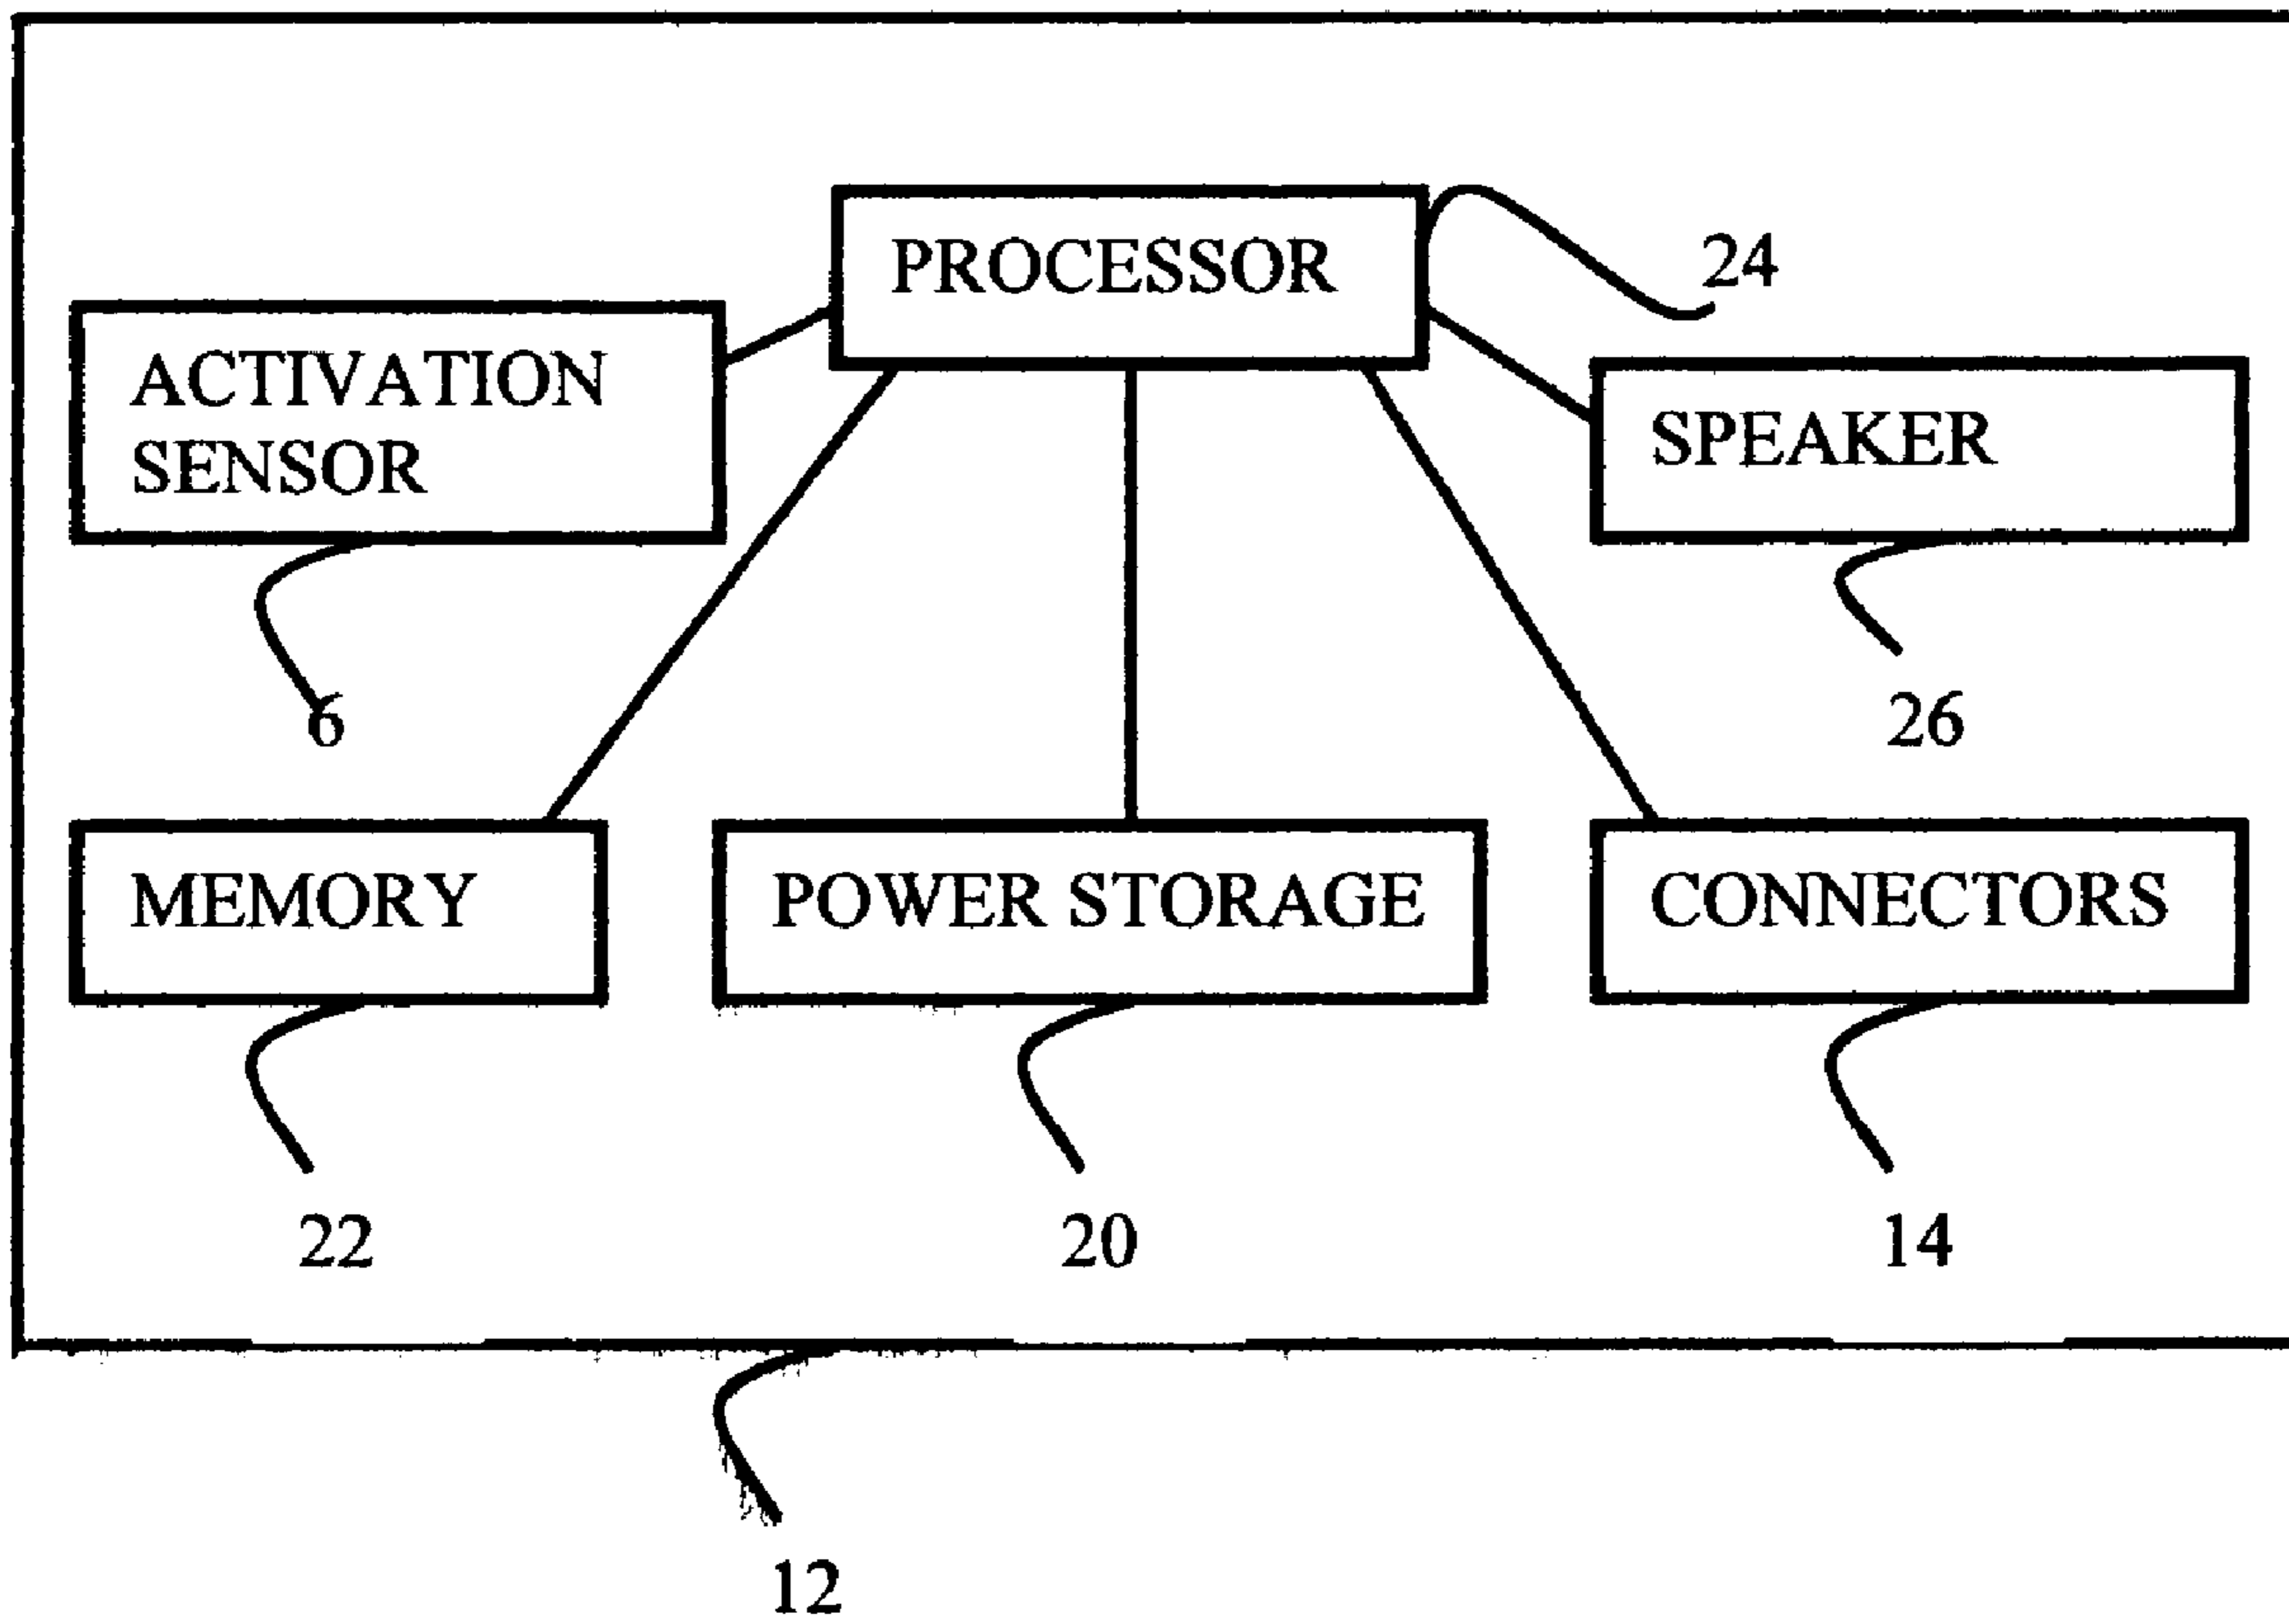 PROCESSOR
24
ACTIVATION
SENSOR
SPEAKER
6
26
MEMORY
POWER STORAGE
CONNECTORS
22
20
14
12